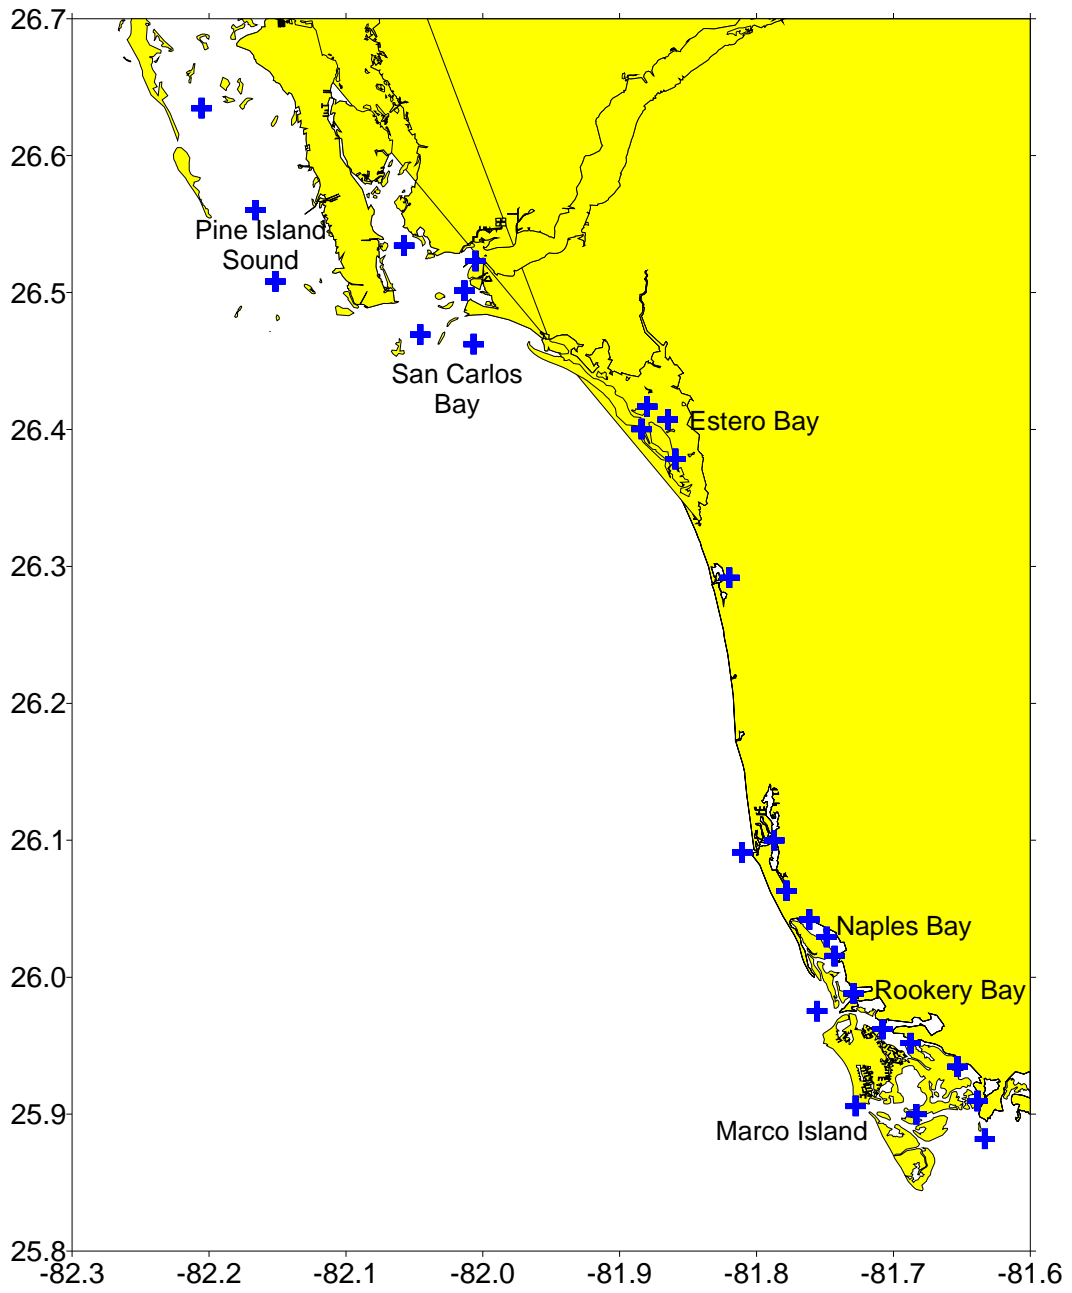 26.7
26.6
Pine Island
Sound
26.5
San Carlos
Bay
Estero Bay
26.4
26.3
26.2
26.1
Naples Bay
26.0
Rookery Bay
25.9
Marco Island
25.8
-82.3 -82.2 -82.1 -82.0 -81.9 -81.8 -81.7 -81.6